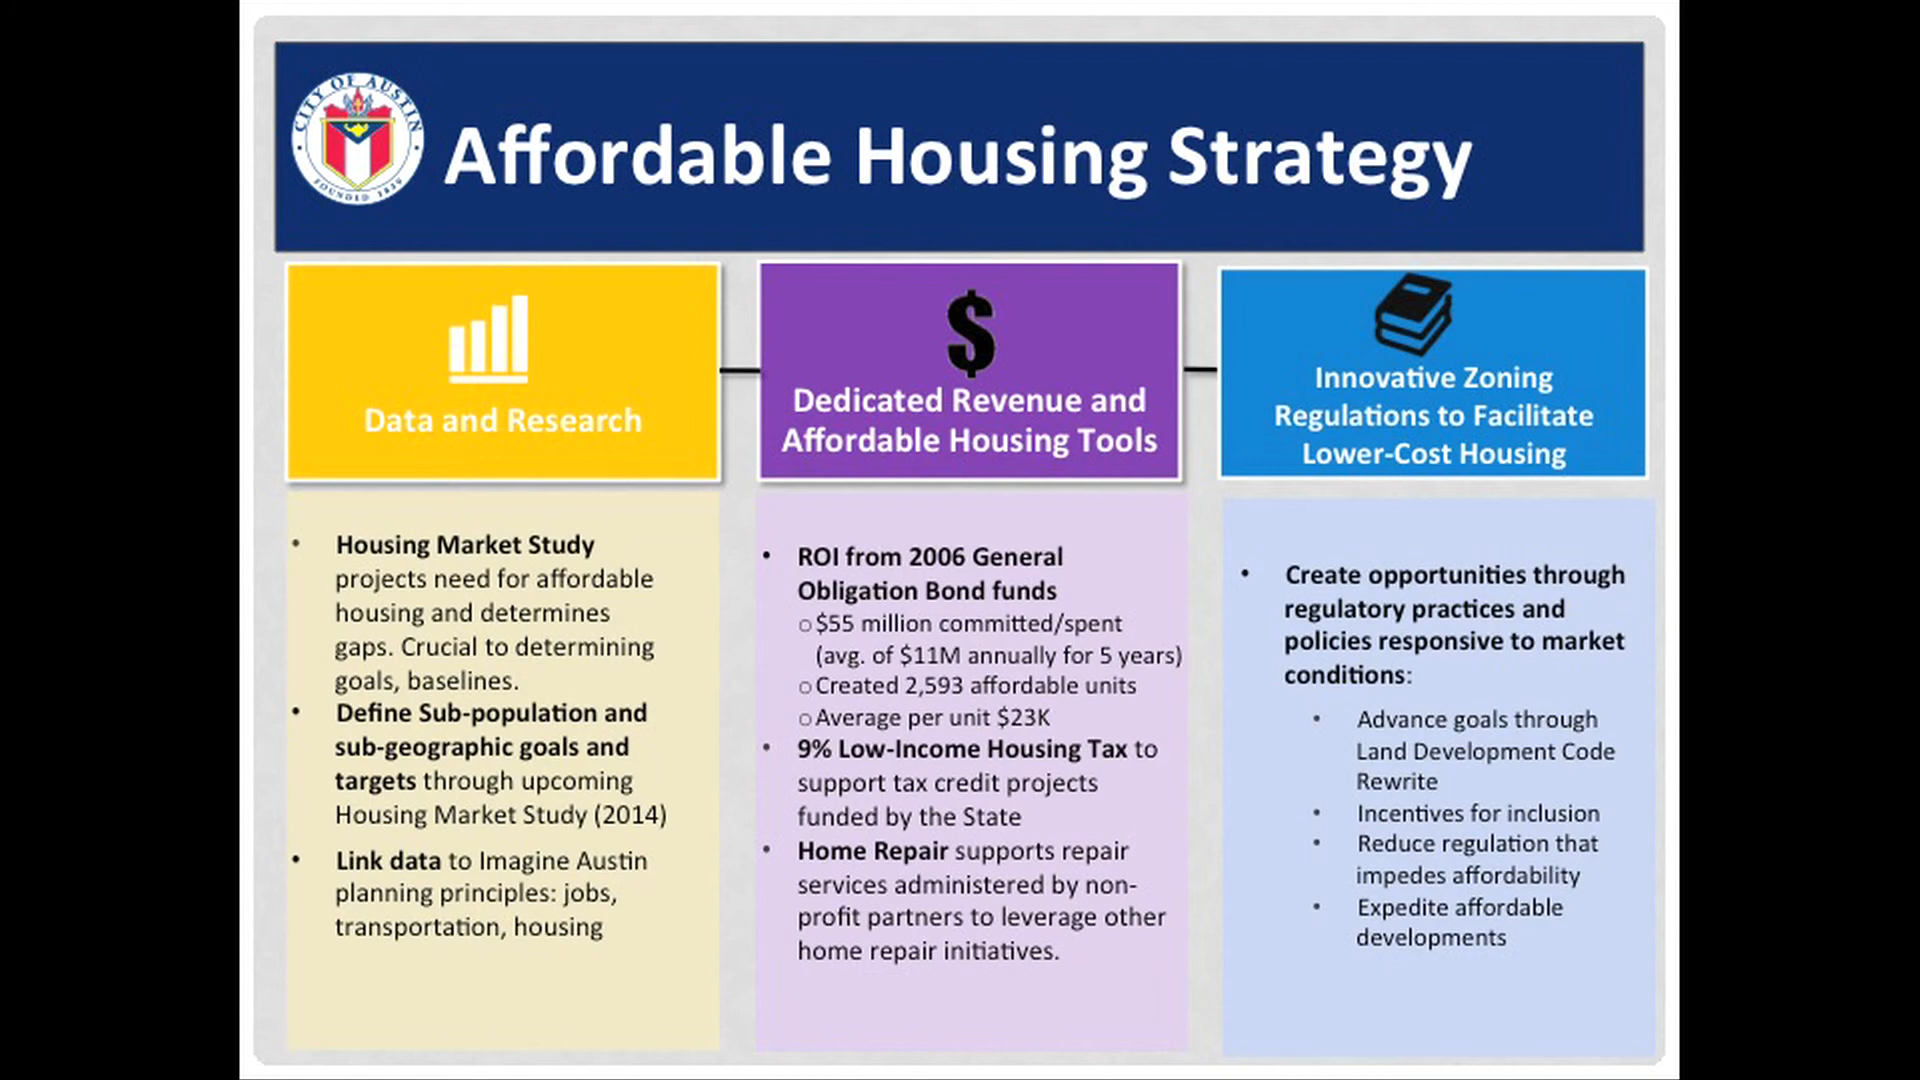 CITY OF AUSTIN
FOUNDED 1839
Affordable Housing Strategy
Data and Research
• Housing Market Study
projects need for affordable
housing and determines
gaps. Crucial to determining
goals, baselines.
• Define Sub-population and
sub-geographic goals and
targets through upcoming
Housing Market Study (2014)
• Link data to Imagine Austin
planning principles: jobs,
transportation, housing
$
Dedicated Revenue and
Affordable Housing Tools
• ROI from 2006 General
Obligation Bond funds
○ $55 million committed/spent
(avg. of $11M annually for 5 years)
○ Created 2,593 affordable units
○ Average per unit $23K
• 9% Low-Income Housing Tax to
support tax credit projects
funded by the State
• Home Repair supports repair
services administered by non-
profit partners to leverage other
home repair initiatives.
Innovative Zoning
Regulations to Facilitate
Lower-Cost Housing
• Create opportunities through
regulatory practices and
policies responsive to market
conditions:
• Advance goals through
Land Development Code
Rewrite
• Incentives for inclusion
• Reduce regulation that
impedes affordability
• Expedite affordable
developments